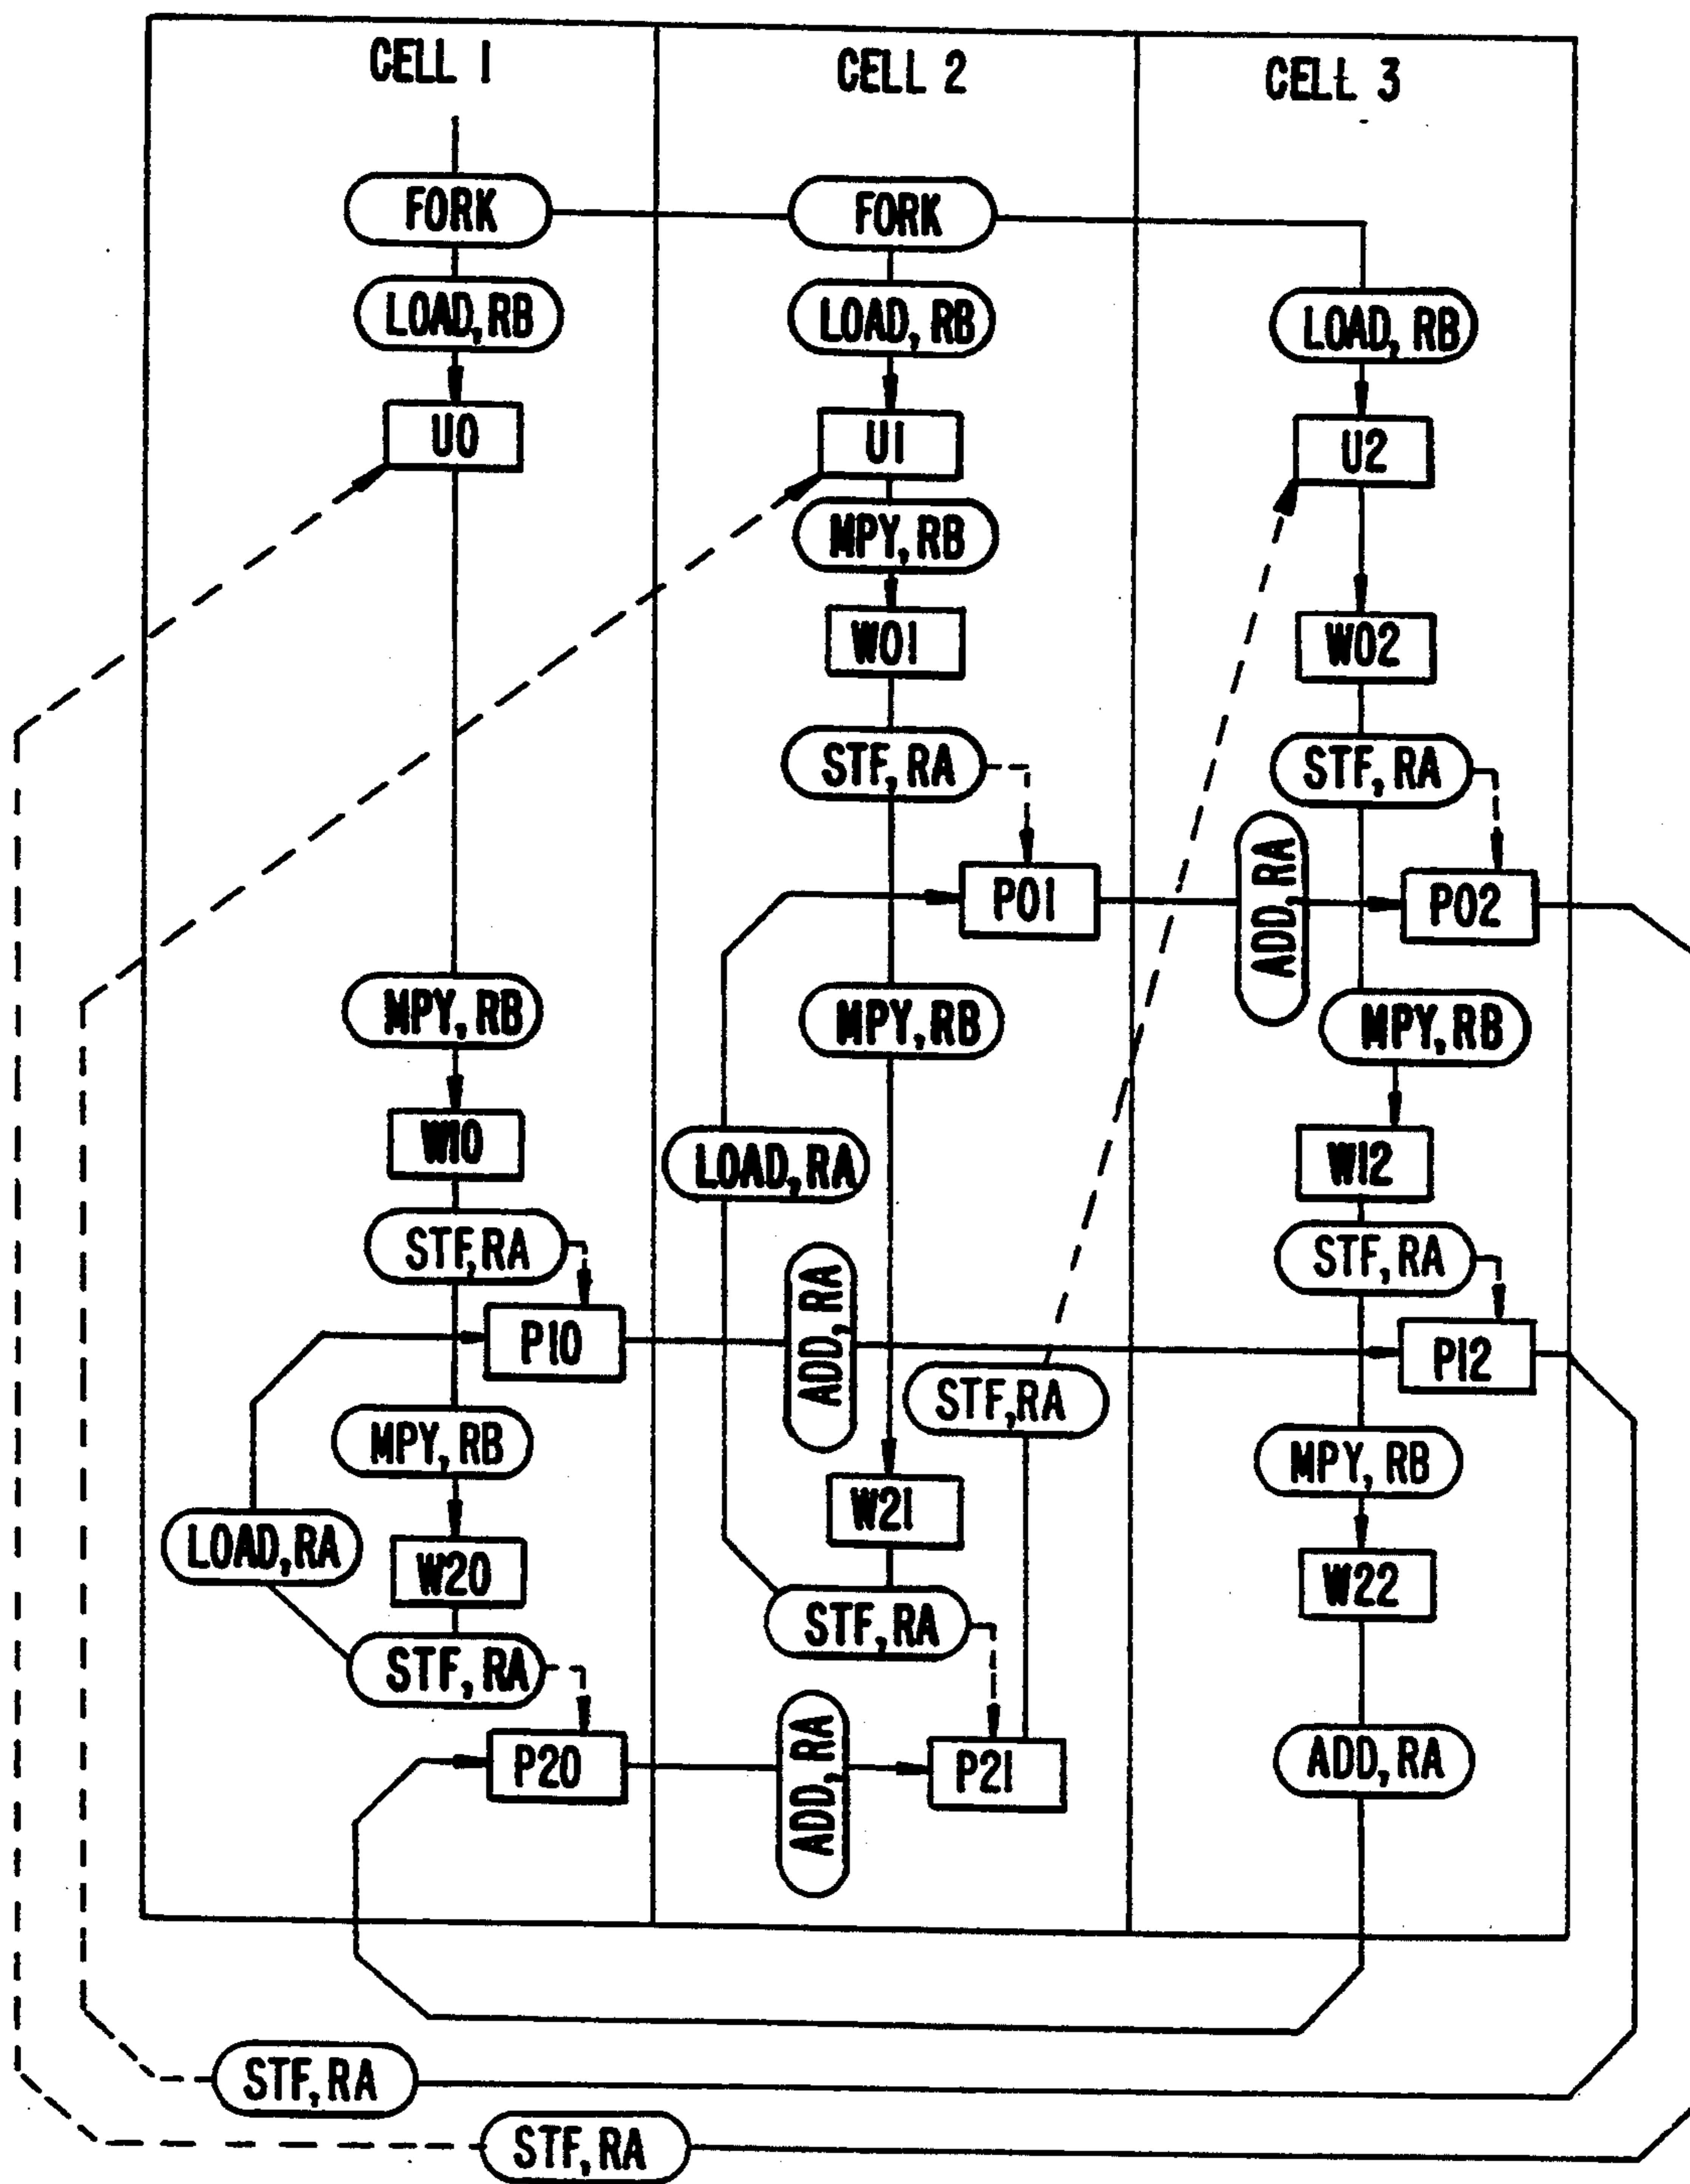 CELL 1
CELL 2
CELL 3
FORK
FORK
LOAD, RB
LOAD, RB
LOAD, RB
U0
U1
U2
MPY, RB
W01
W02
STF, RA
STF, RA
ADD, RA
P01
P02
MPY, RB
MPY, RB
MPY, RB
W10
LOAD, RA
W12
STF, RA
STF, RA
ADD, RA
P10
P12
STF, RA
MPY, RB
MPY, RB
W21
LOAD, RA
W20
W22
STF, RA
STF, RA
ADD, RA
P20
P21
ADD, RA
STF, RA
STF, RA